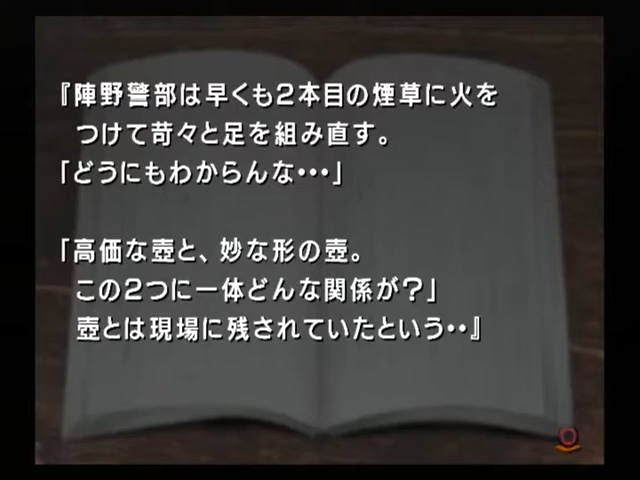 『陣野警部は早くも2本目の煙草に火を
つけて苛々と足を組み直す。
「どうにもわからんな・・・」
「高価な壺と、妙な形の壺。
この2つに一体どんな関係が?」
壺とは現場に残されていたという・・』